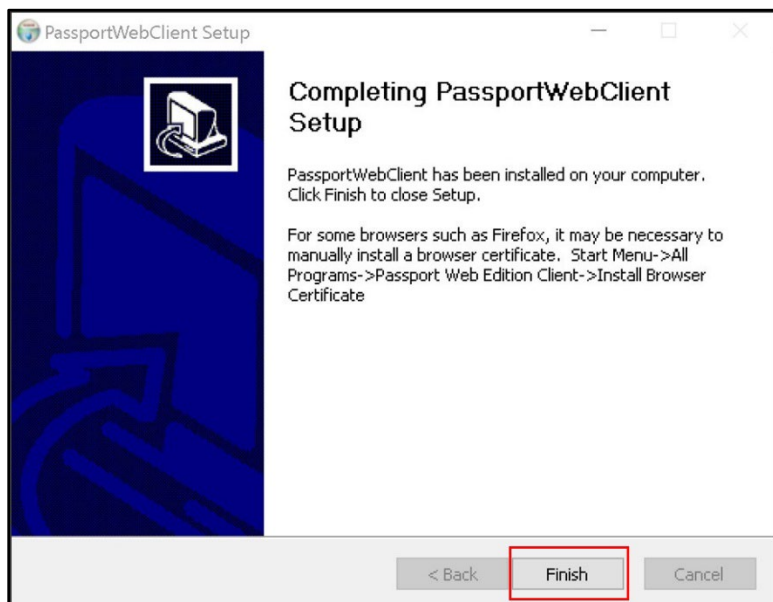 PassportWebClient Setup
Completing PassportWebClient
Setup
PassportWebClient has been installed on your computer.
Click Finish to close Setup.
For some browsers such as Firefox, it may be necessary to
manually install a browser certificate.  Start Menu->All
Programs->Passport Web Edition Client->Install Browser
Certificate
< Back
Finish
Cancel